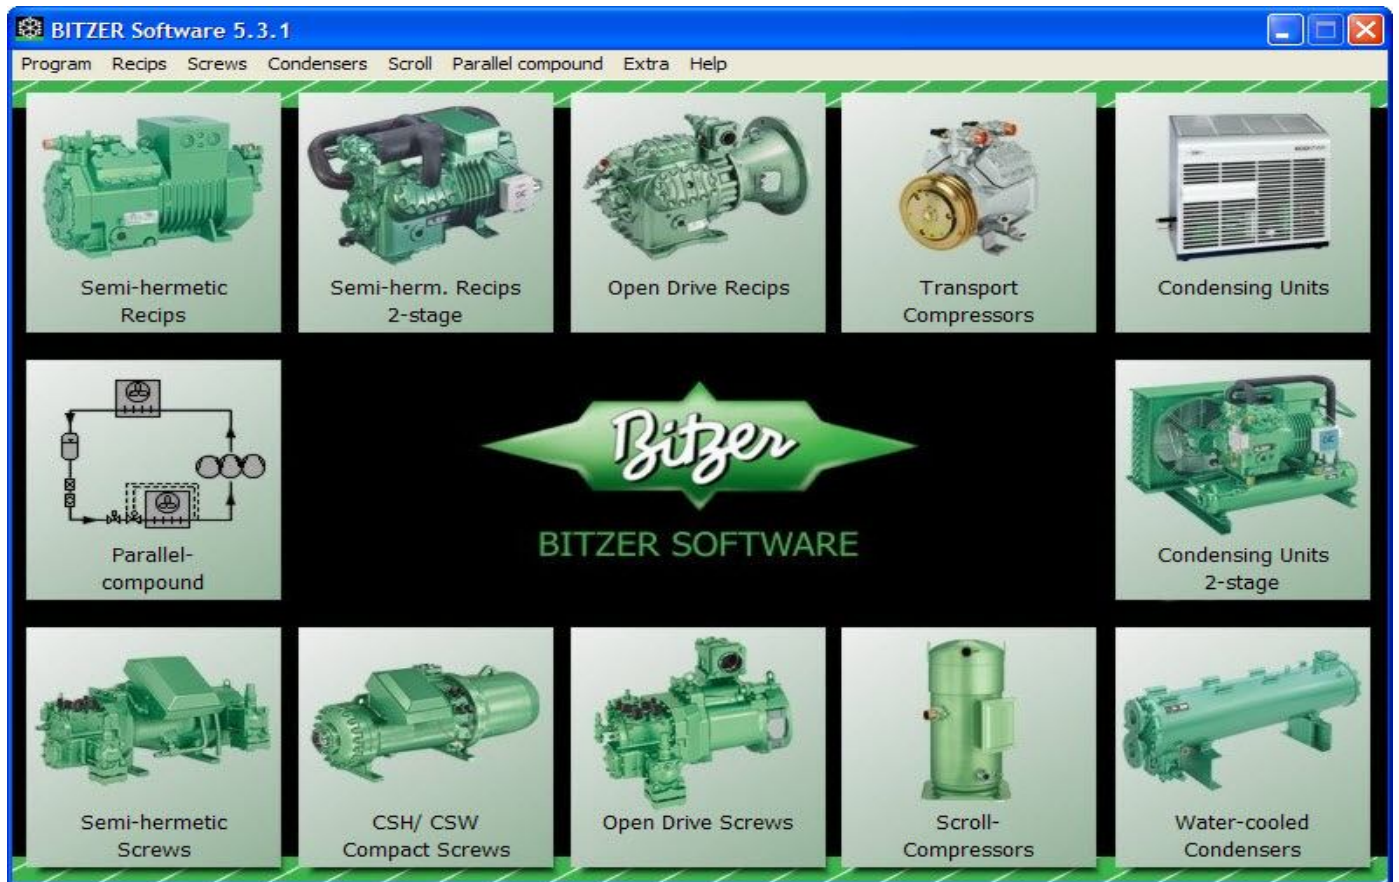 BITZER Software 5.3.1
Program Recips Screws Condensers Scroll Parallel compound Extra Help
Semi-hermetic
Recips
Semi-herm. Recips
2-stage
Open Drive Recips
Transport
Compressors
Condensing Units
Parallel-
compound
Bitzer
BITZER SOFTWARE
Condensing Units
2-stage
Semi-hermetic
Screws
CSH/ CSW
Compact Screws
Open Drive Screws
Scroll-
Compressors
Water-cooled
Condensers